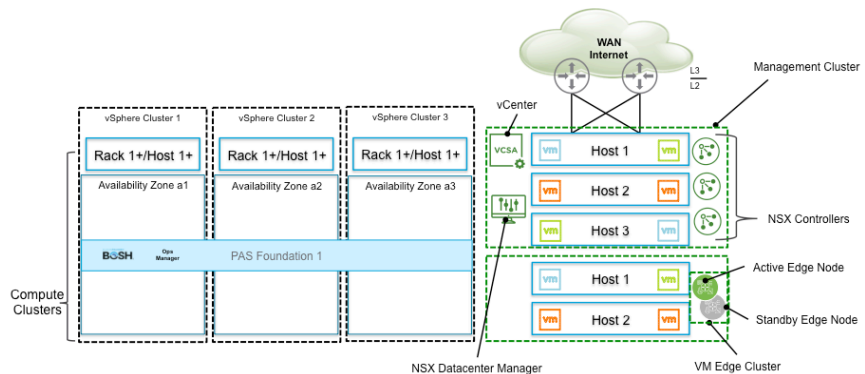 WAN
Internet
L3
L2
Management Cluster
vCenter
vSphere Cluster 1
vSphere Cluster 2
vSphere Cluster 3
VCSA
vm
Host 1
vm
Rack 1+/Host 1+
Rack 1+/Host 1+
Rack 1+/Host 1+
Availability Zone a1
Availability Zone a2
Availability Zone a3
vm
Host 2
vm
NSX Controllers
vm
Host 3
vm
BOSH
Ops
Manager
PAS Foundation 1
vm
Host 1
vm
Active Edge Node
Compute
Clusters
vm
Host 2
vm
Standby Edge Node
NSX Datacenter Manager
VM Edge Cluster